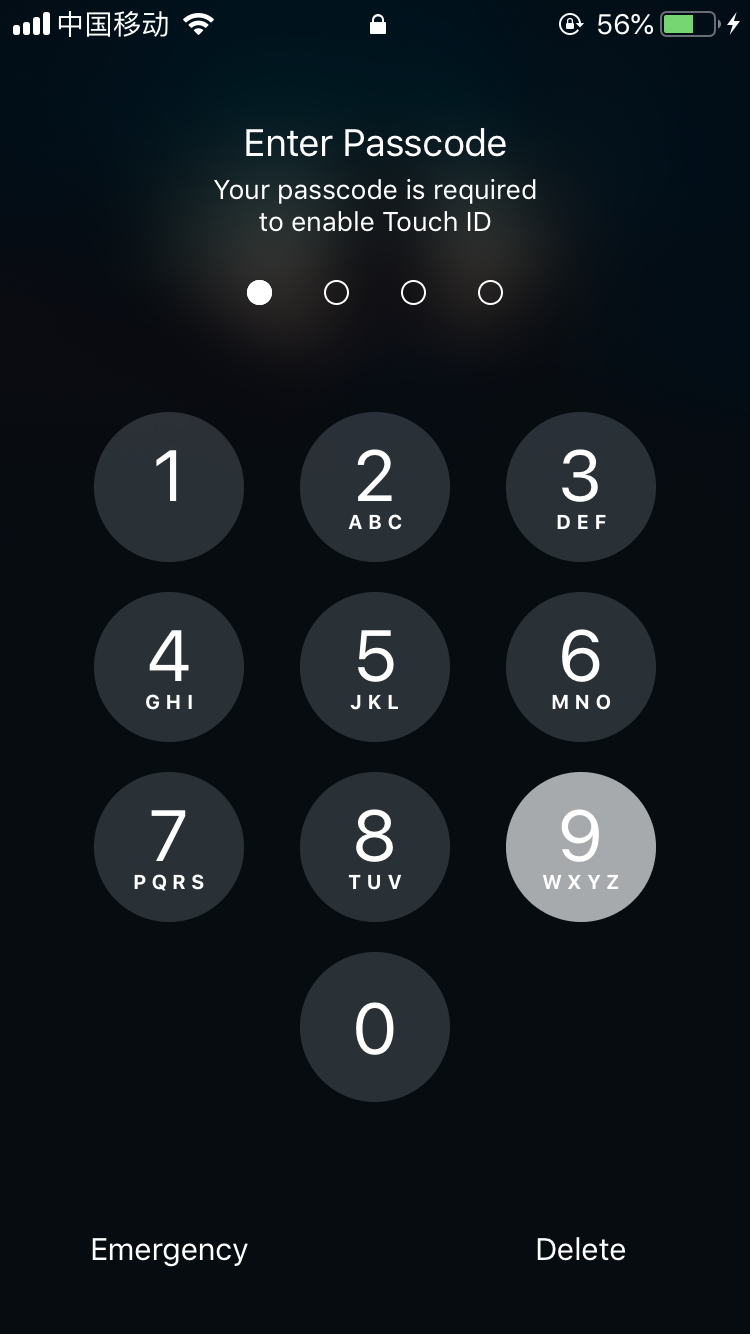 中国移动 56%
Enter Passcode
Your passcode is required
to enable Touch ID
1 2 3
ABC DEF
4 5 6
GHI JKL MNO
7 8 9
PQRS TUV WXYZ
0
Emergency Delete